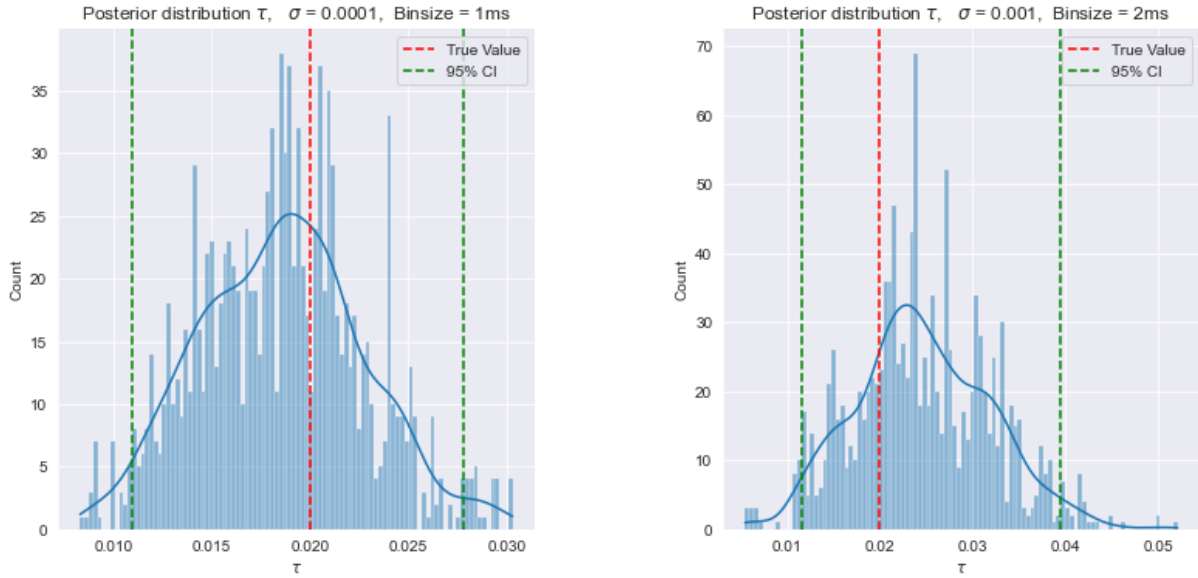 Posterior distribution τ, σ = 0.0001, Binsize = 1ms
True Value
95% CI
Count
35
30
25
20
15
10
5
0
0.010 0.015 0.020 0.025 0.030
τ
Posterior distribution τ, σ = 0.001, Binsize = 2ms
True Value
95% CI
Count
70
60
50
40
30
20
10
0
0.01 0.02 0.03 0.04 0.05
τ